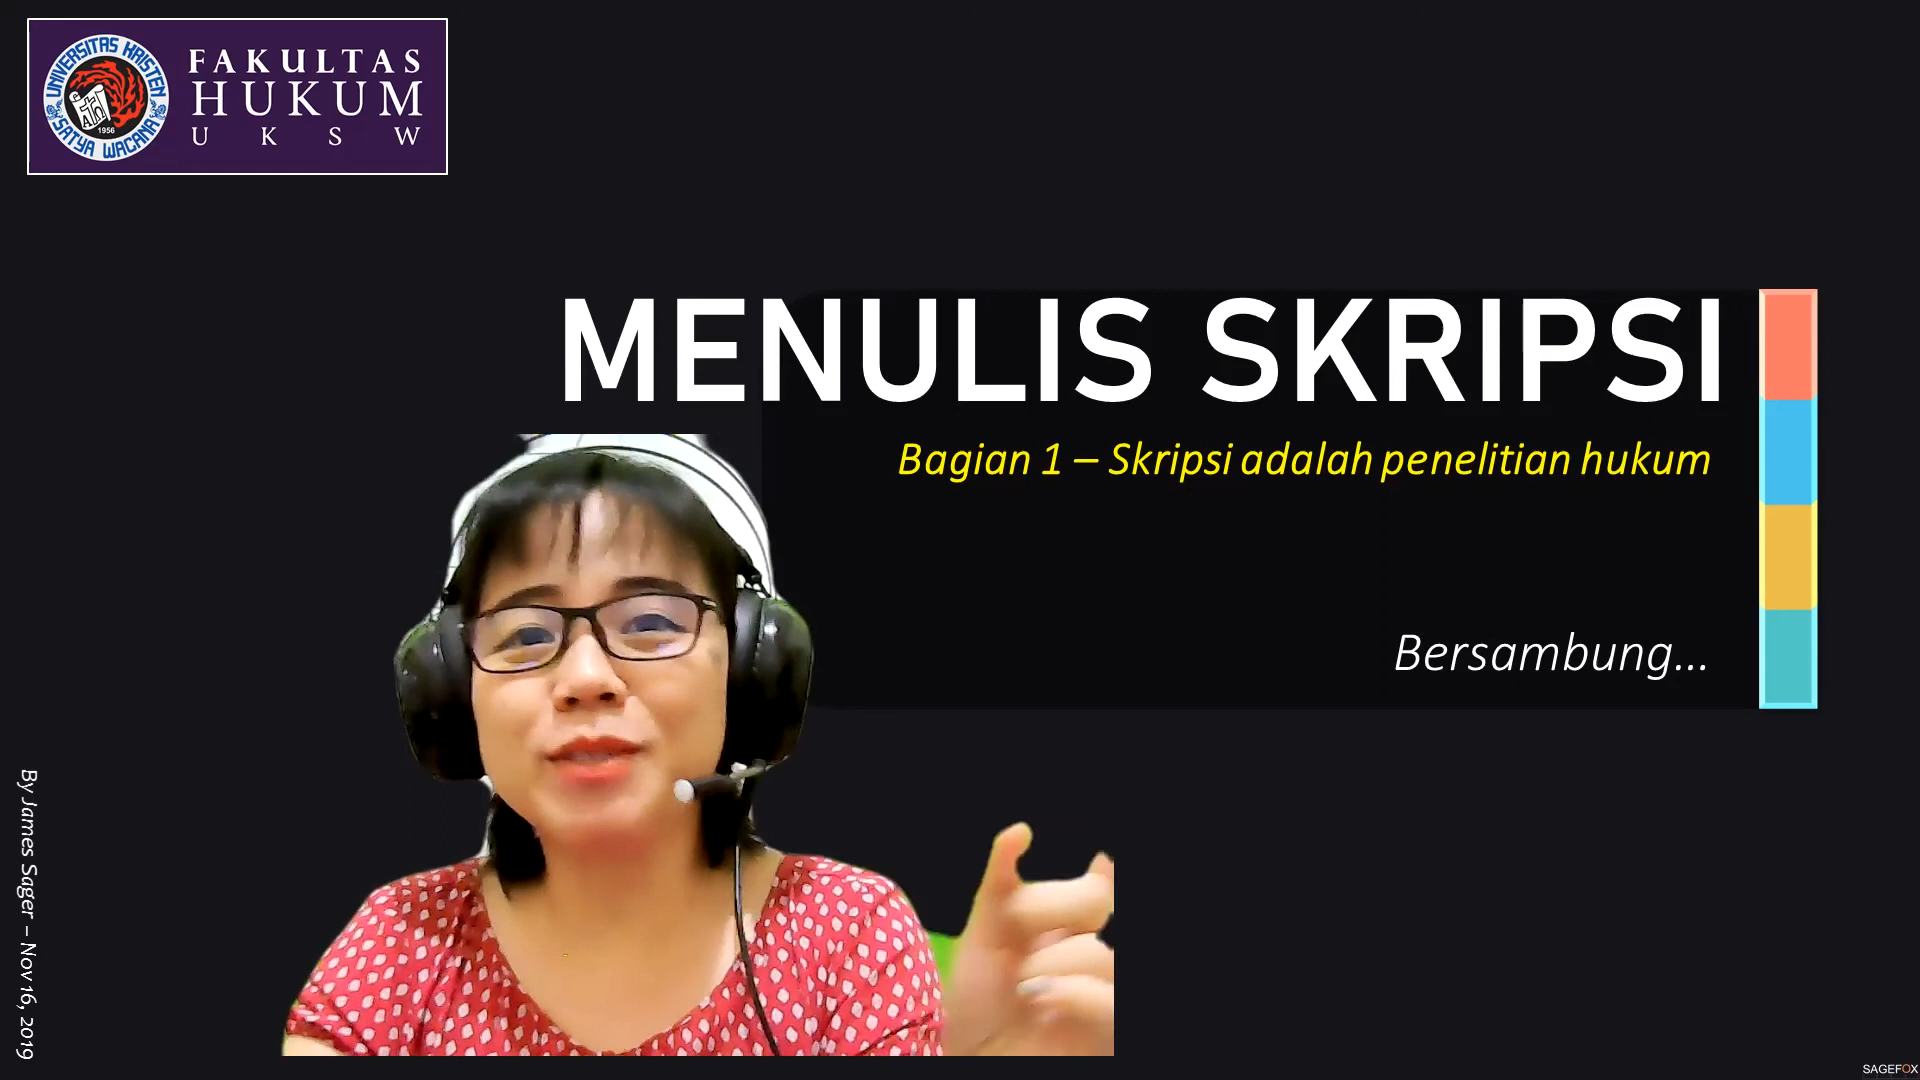 UNIVERSITAS KRISTEN
SATYA WACANA
1956
FAKULTAS
HUKUM
UKSW
MENULIS SKRIPSI
Bagian 1 – Skripsi adalah penelitian hukum
Bersambung...
By James Sager – Nov 16, 2019
SAGEFOX